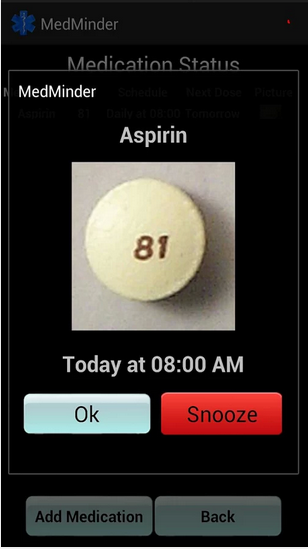 MedMinder
Medication Status
MedMinder
Schedule Next Dose Picture
Aspirin 81 Daily at 08:00 Tomorrow
Aspirin
81
Today at 08:00 AM
Ok Snooze
Add Medication Back